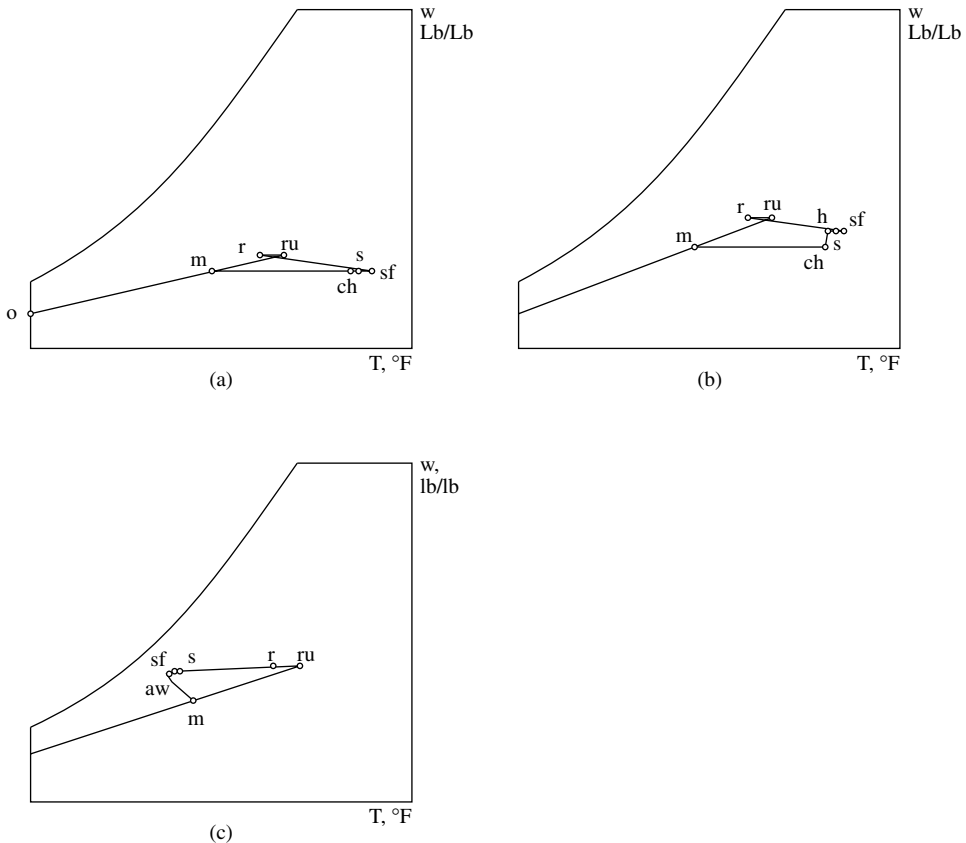 w
Lb/Lb
r
ru
s
m
ch
sf
o
T, °F
(a)
w
Lb/Lb
r
ru
h
sf
m
s
ch
T, °F
(b)
w,
lb/lb
sf
s
r
ru
aw
m
T, °F
(c)